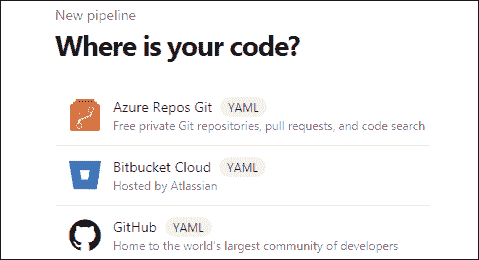 New pipeline
Where is your code?
Azure Repos Git YAML
Free private Git repositories, pull requests, and code search
Bitbucket Cloud YAML
Hosted by Atlassian
GitHub YAML
Home to the world's largest community of developers